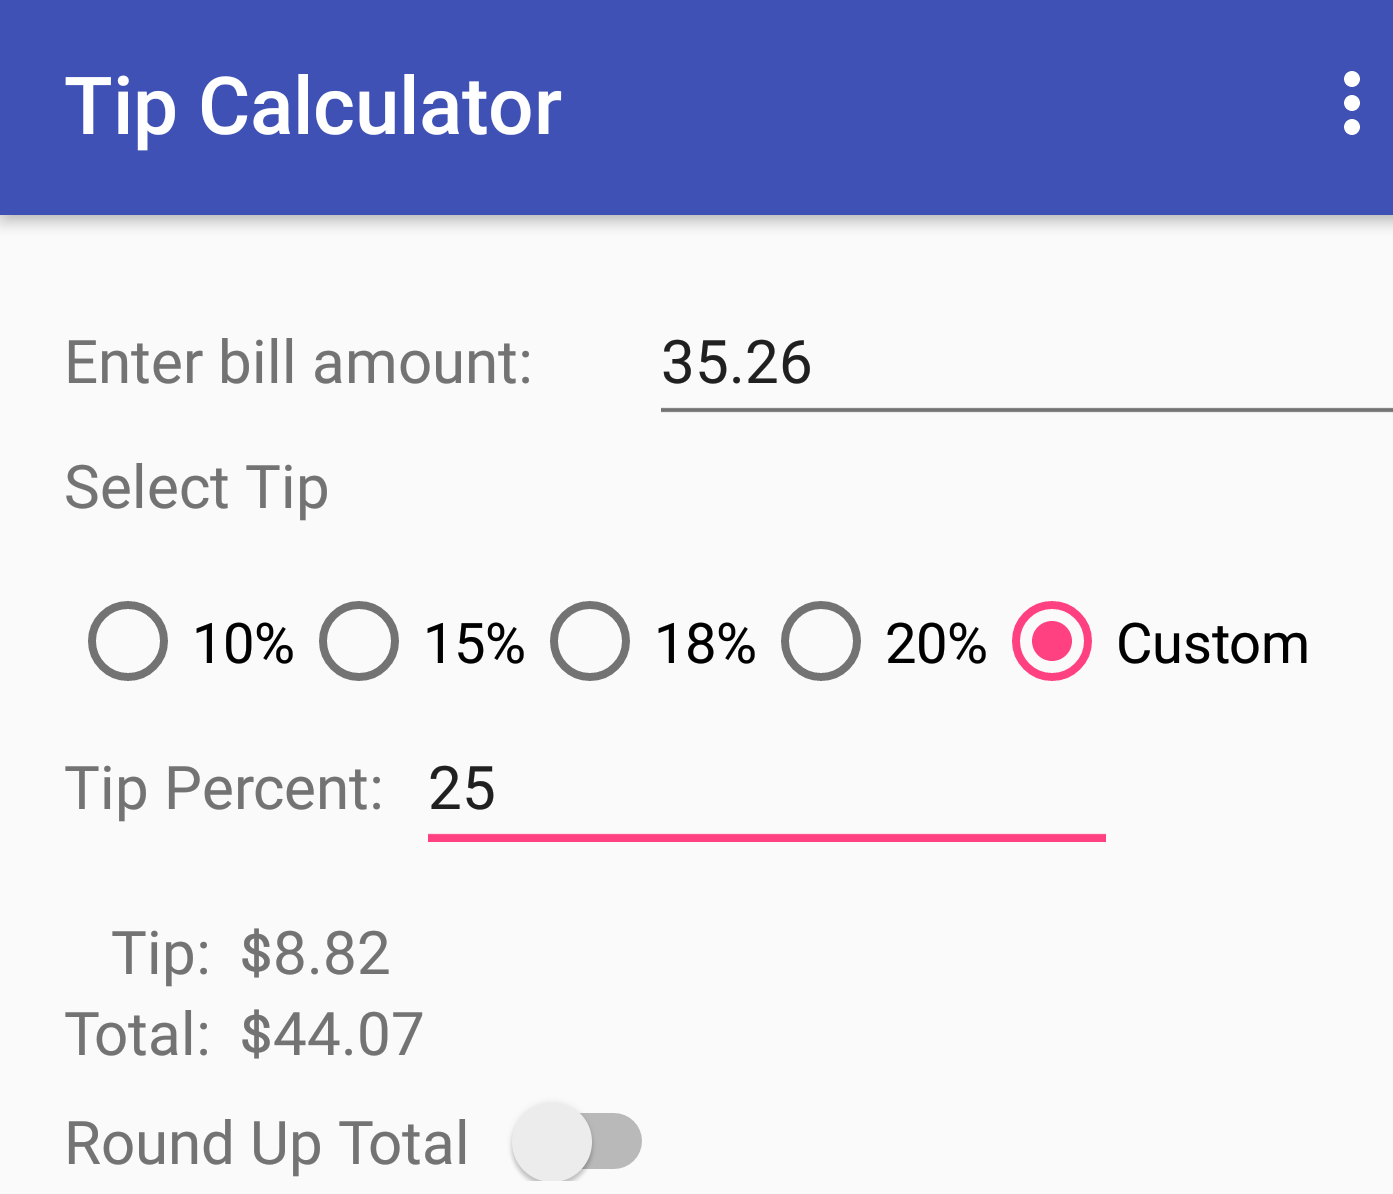 Tip Calculator
Enter bill amount: 35.26
Select Tip
10% 15% 18% 20% Custom
Tip Percent: 25
Tip: $8.82
Total: $44.07
Round Up Total